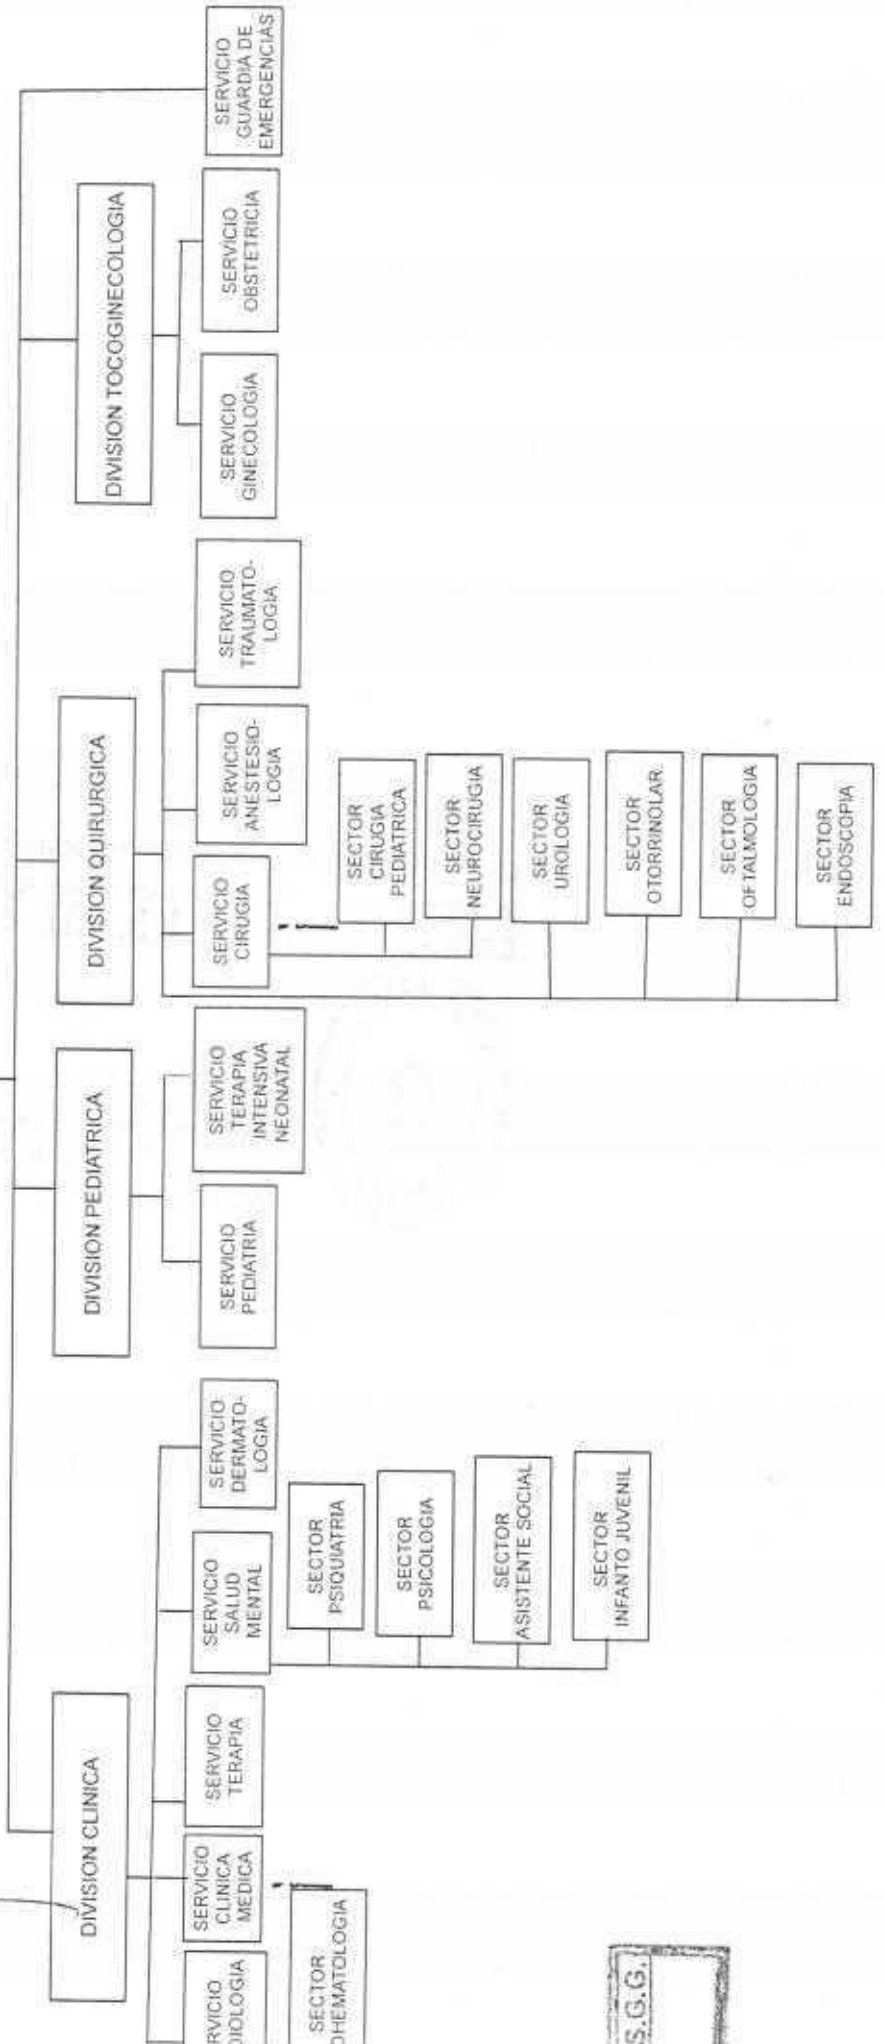 DIVISION CLINICA
SERVICIO
CLINICA
MEDICA
SERVICIO
TERAPIA
SERVICIO
SALUD
MENTAL
SECTOR
PSIQUIATRIA
SECTOR
PSICOLOGIA
SECTOR
ASISTENTE SOCIAL
SECTOR
INFANTO JUVENIL
SERVICIO
DERMATO-
LOGIA
RVICIO
DIOLOGIA
SECTOR
OHEMATOLOGIA
DIVISION PEDIATRICA
SERVICIO
PEDIATRIA
SERVICIO
TERAPIA
INTENSIVA
NEONATAL
DIVISION QUIRURGICA
SERVICIO
CIRUGIA
SECTOR
CIRUGIA
PEDIATRICA
SECTOR
NEUROCIRUGIA
SERVICIO
ANESTESIO-
LOGIA
SERVICIO
TRAUMATO-
LOGIA
SECTOR
UROLOGIA
SECTOR
OTORRINOLAR.
SECTOR
OFTALMOLOGIA
SECTOR
ENDOSCOPIA
DIVISION TOCOGINECOLOGIA
SERVICIO
GINECOLOGIA
SERVICIO
OBSTETRICIA
SERVICIO
GUARDIA DE
EMERGENCIAS
S.G.G.